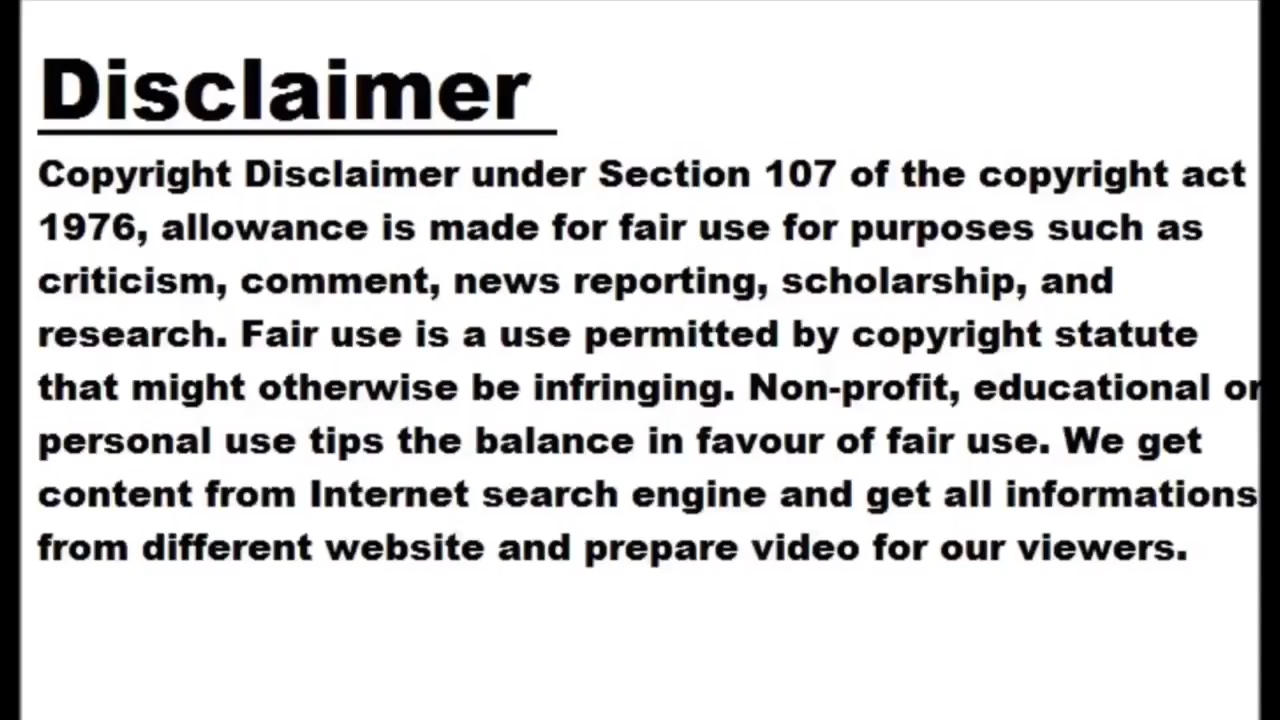 Disclaimer
Copyright Disclaimer under Section 107 of the copyright act
1976, allowance is made for fair use for purposes such as
criticism, comment, news reporting, scholarship, and
research. Fair use is a use permitted by copyright statute
that might otherwise be infringing. Non-profit, educational or
personal use tips the balance in favour of fair use. We get
content from Internet search engine and get all informations
from different website and prepare video for our viewers.